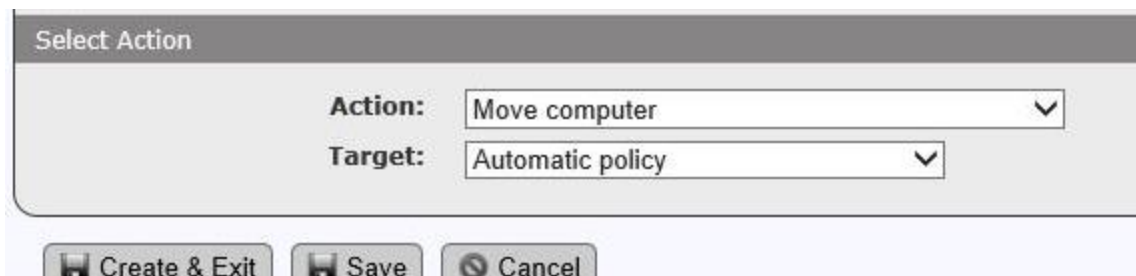 Select Action
Action: Move computer
Target: Automatic policy
Create & Exit Save Cancel